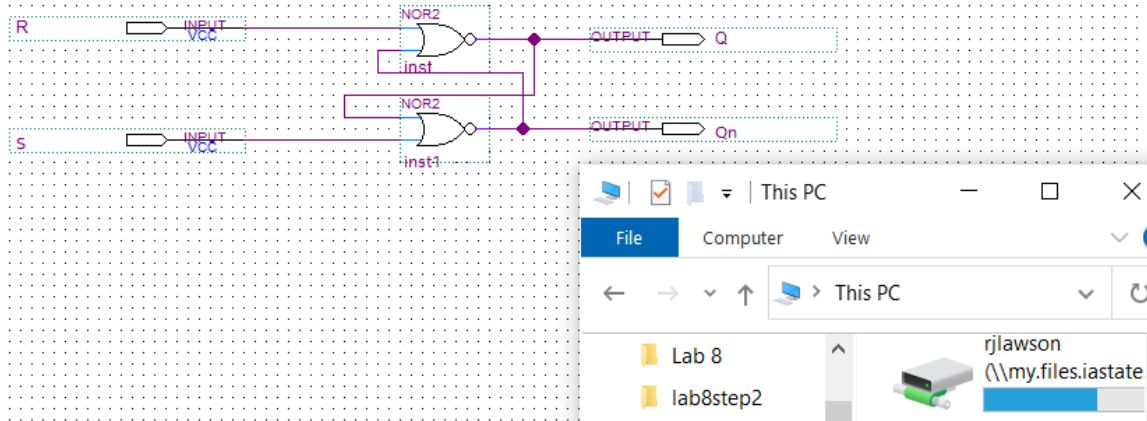 R
INPUT
VCC
NOR2
inst
OUTPUT
Q
S
INPUT
VCC
NOR2
inst1
OUTPUT
Qn
This PC
File
Computer
View
This PC
Lab 8
lab8step2
rjlawson
(\\my.files.iastate